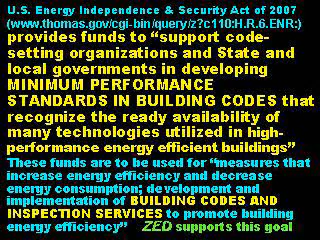 U.S. Energy Independence & Security Act of 2007
(www.thomas.gov/cgi-bin/query/z?c110:H.R.6.ENR:)
provides funds to “support code-
setting organizations and State and
local governments in developing
MINIMUM PERFORMANCE
STANDARDS IN BUILDING CODES that
recognize the ready availability of
many technologies utilized in high-
performance energy efficient buildings”
These funds are to be used for “measures that
increase energy efficiency and decrease
energy consumption; development and
implementation of BUILDING CODES AND
INSPECTION SERVICES to promote building
energy efficiency” ZED supports this goal